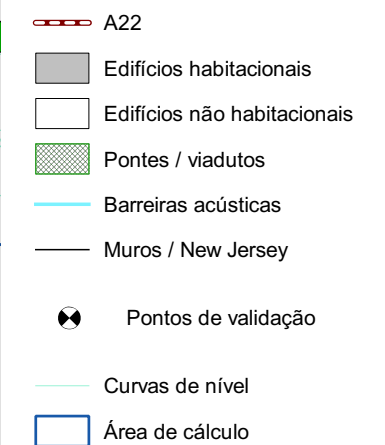 A22
Edifícios habitacionais
Edifícios não habitacionais
Pontes / viadutos
Barreiras acústicas
Muros / New Jersey
Pontos de validação
Curvas de nível
Área de cálculo